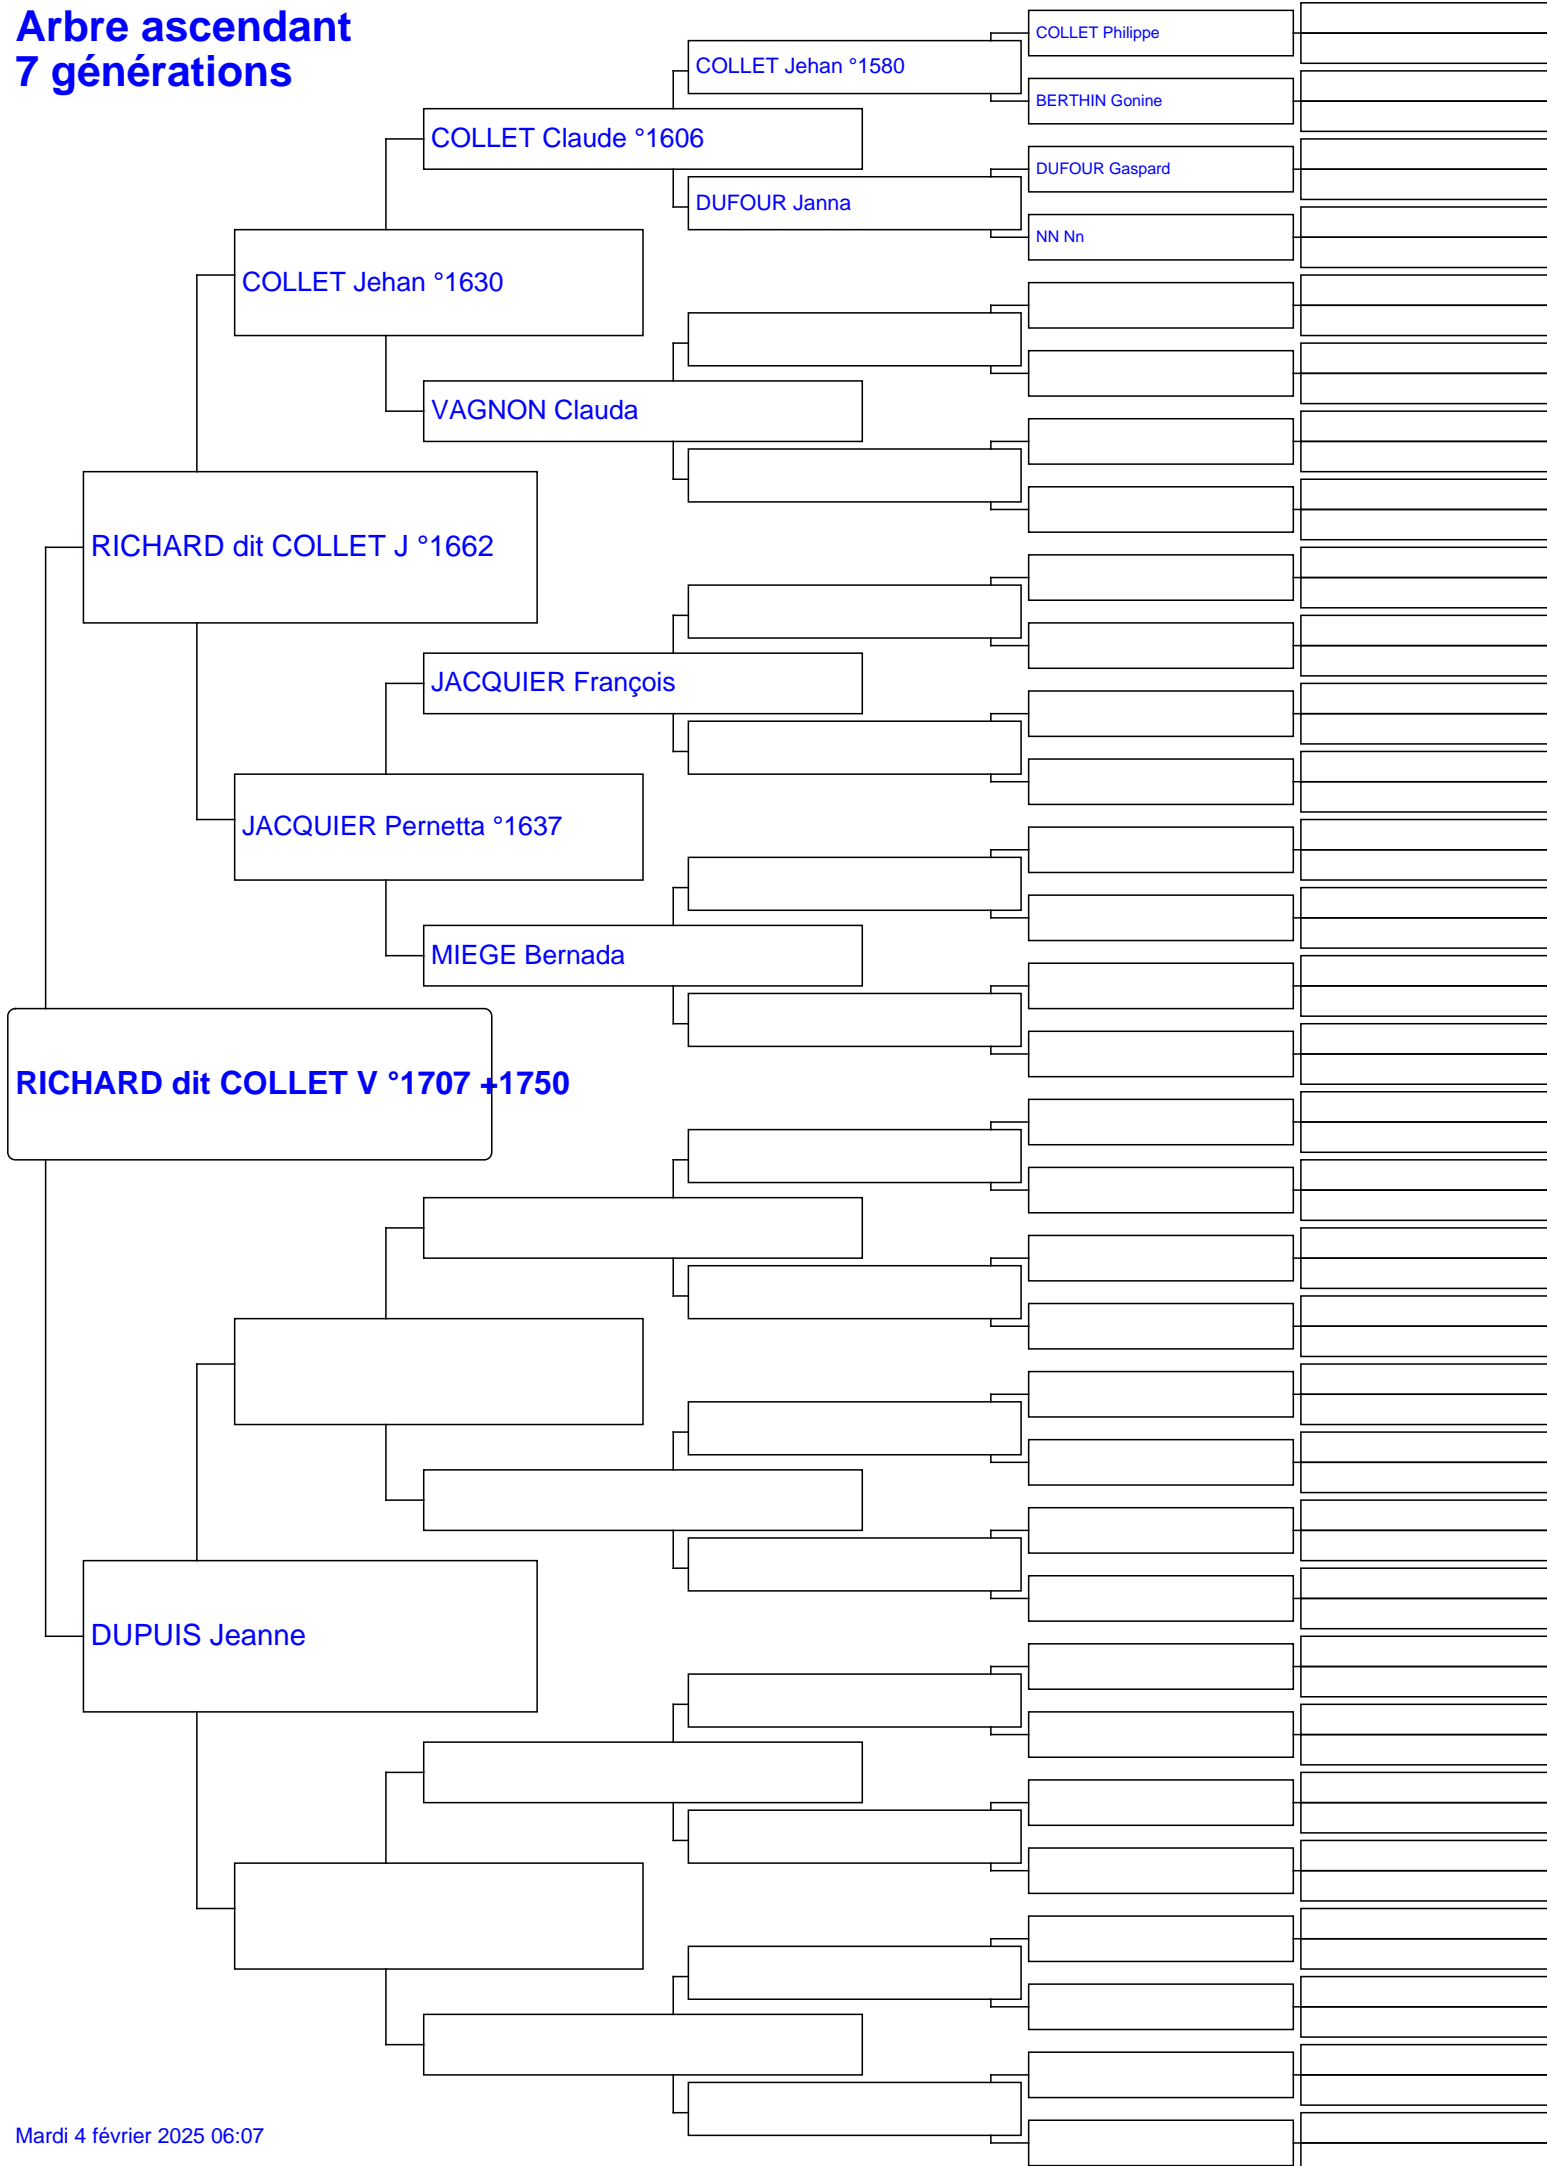 Arbre ascendant
7 générations
COLLET Philippe
COLLET Jehan °1580
BERTHIN Gonine
COLLET Claude °1606
DUFOUR Gaspard
DUFOUR Janna
NN Nn
COLLET Jehan °1630
VAGNON Clauda
RICHARD dit COLLET J °1662
JACQUIER François
JACQUIER Pernetta °1637
MIEGE Bernada
RICHARD dit COLLET V °1707 +1750
DUPUIS Jeanne
Mardi 4 février 2025 06:07